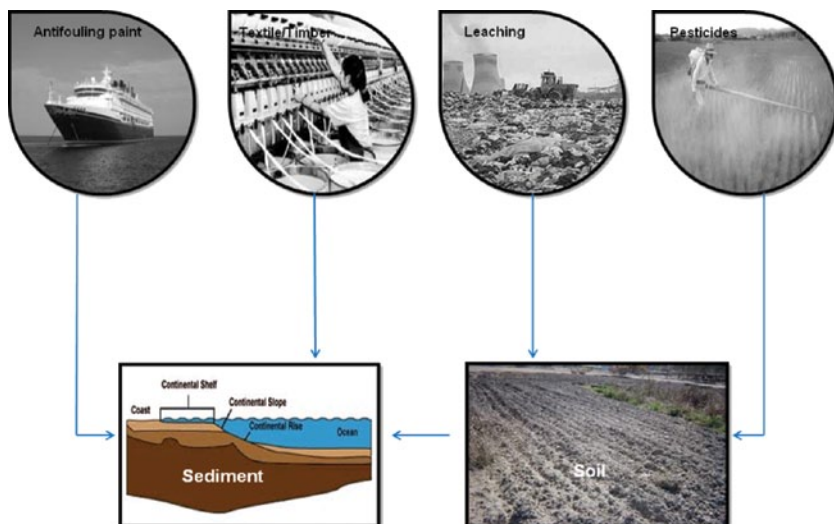 Antifouling paint
Textile/Timber
Leaching
Pesticides
Continental Shelf
Coast
Continental Slope
Continental Rise
Ocean
Sediment
Soil